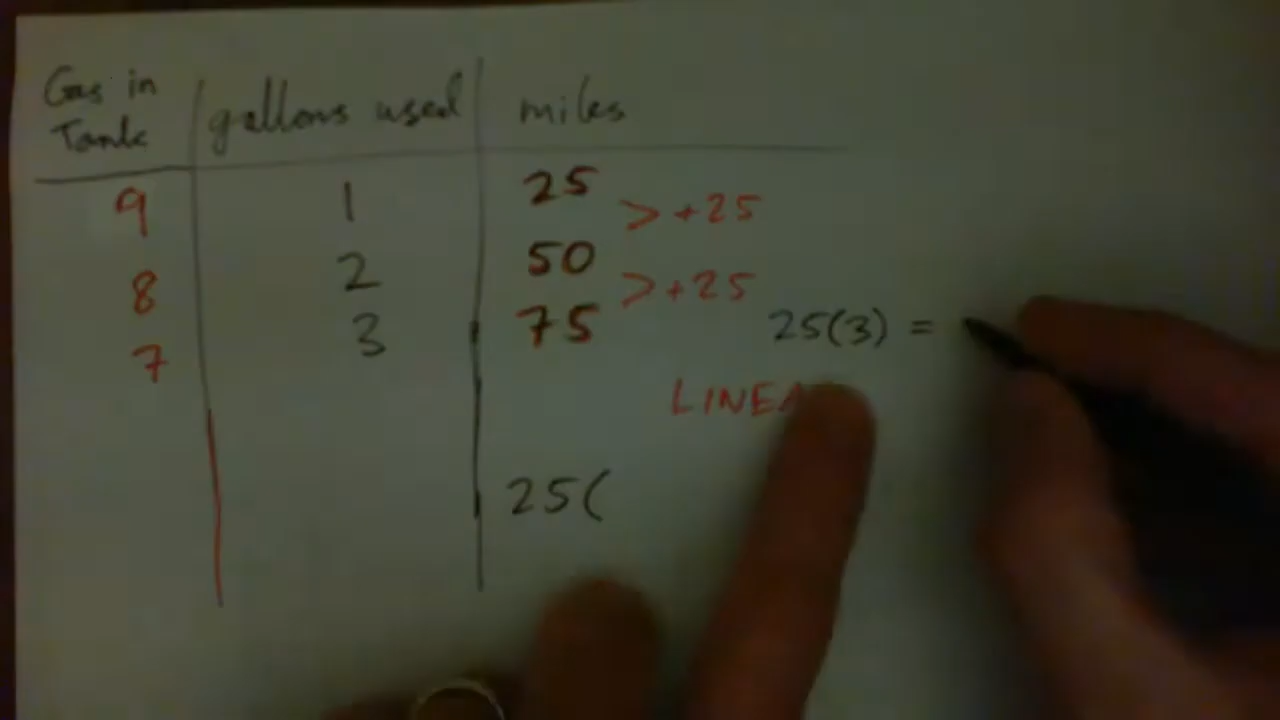 Gas in Tank gallons used miles
9 1 25 > +25
8 2 50 > +25
7 3 75 25(3) =
LINEA
25(